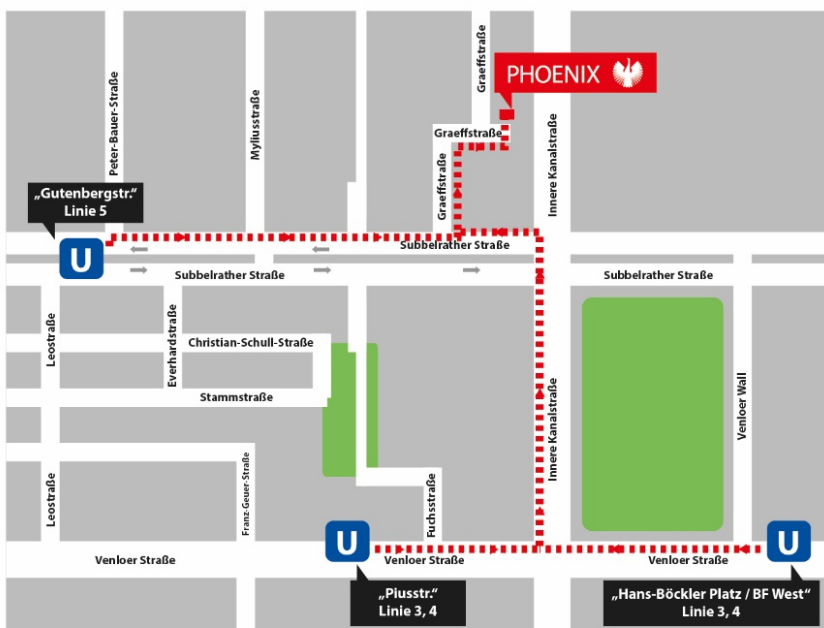 PHOENIX
Peter-Bauer-Straße
Myliusstraße
Graeffstraße
Graeffstraße
Graeffstraße
Innere Kanalstraße
„Gutenbergstr.“
Linie 5
U
Subbelrather Straße
Subbelrather Straße
Subbelrather Straße
Leostraße
Everhardstraße
Christian-Schull-Straße
Stammstraße
Innere Kanalstraße
Venloer Wall
Leostraße
Franz-Geuer-Straße
Fuchsstraße
U
U
Venloer Straße
Venloer Straße
Venloer Straße
„Piusstr.“
Linie 3, 4
„Hans-Böckler Platz / BF West“
Linie 3, 4